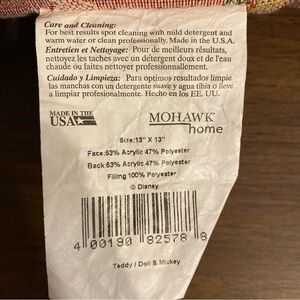 Care and Cleaning:
For best results spot cleaning with mild detergent and
warm water or clean professionally. Made in the U.S.A.
Entretien et Nettoyage: Pour de meilleurs résultats,
nettoyez les taches avec un détergent doux et de l'eau
chaude ou faites nettoyer professionnellement.
Cuidado y Limpieza: Para optimos resultados limpie
las manchas con un detergente suave y agua tibia o lleve
a limpiar profesionalmente. Hecho en los EE. UU.
MADE IN THE
USA
MOHAWK
home
Size:13" X 13"
Face:53% Acrylic 47% Polyester
Back:53% Acrylic 47% Polyester
Filling 100% Polyester
© Disney
4 00190 82578 8
Teddy / Doll & Mickey